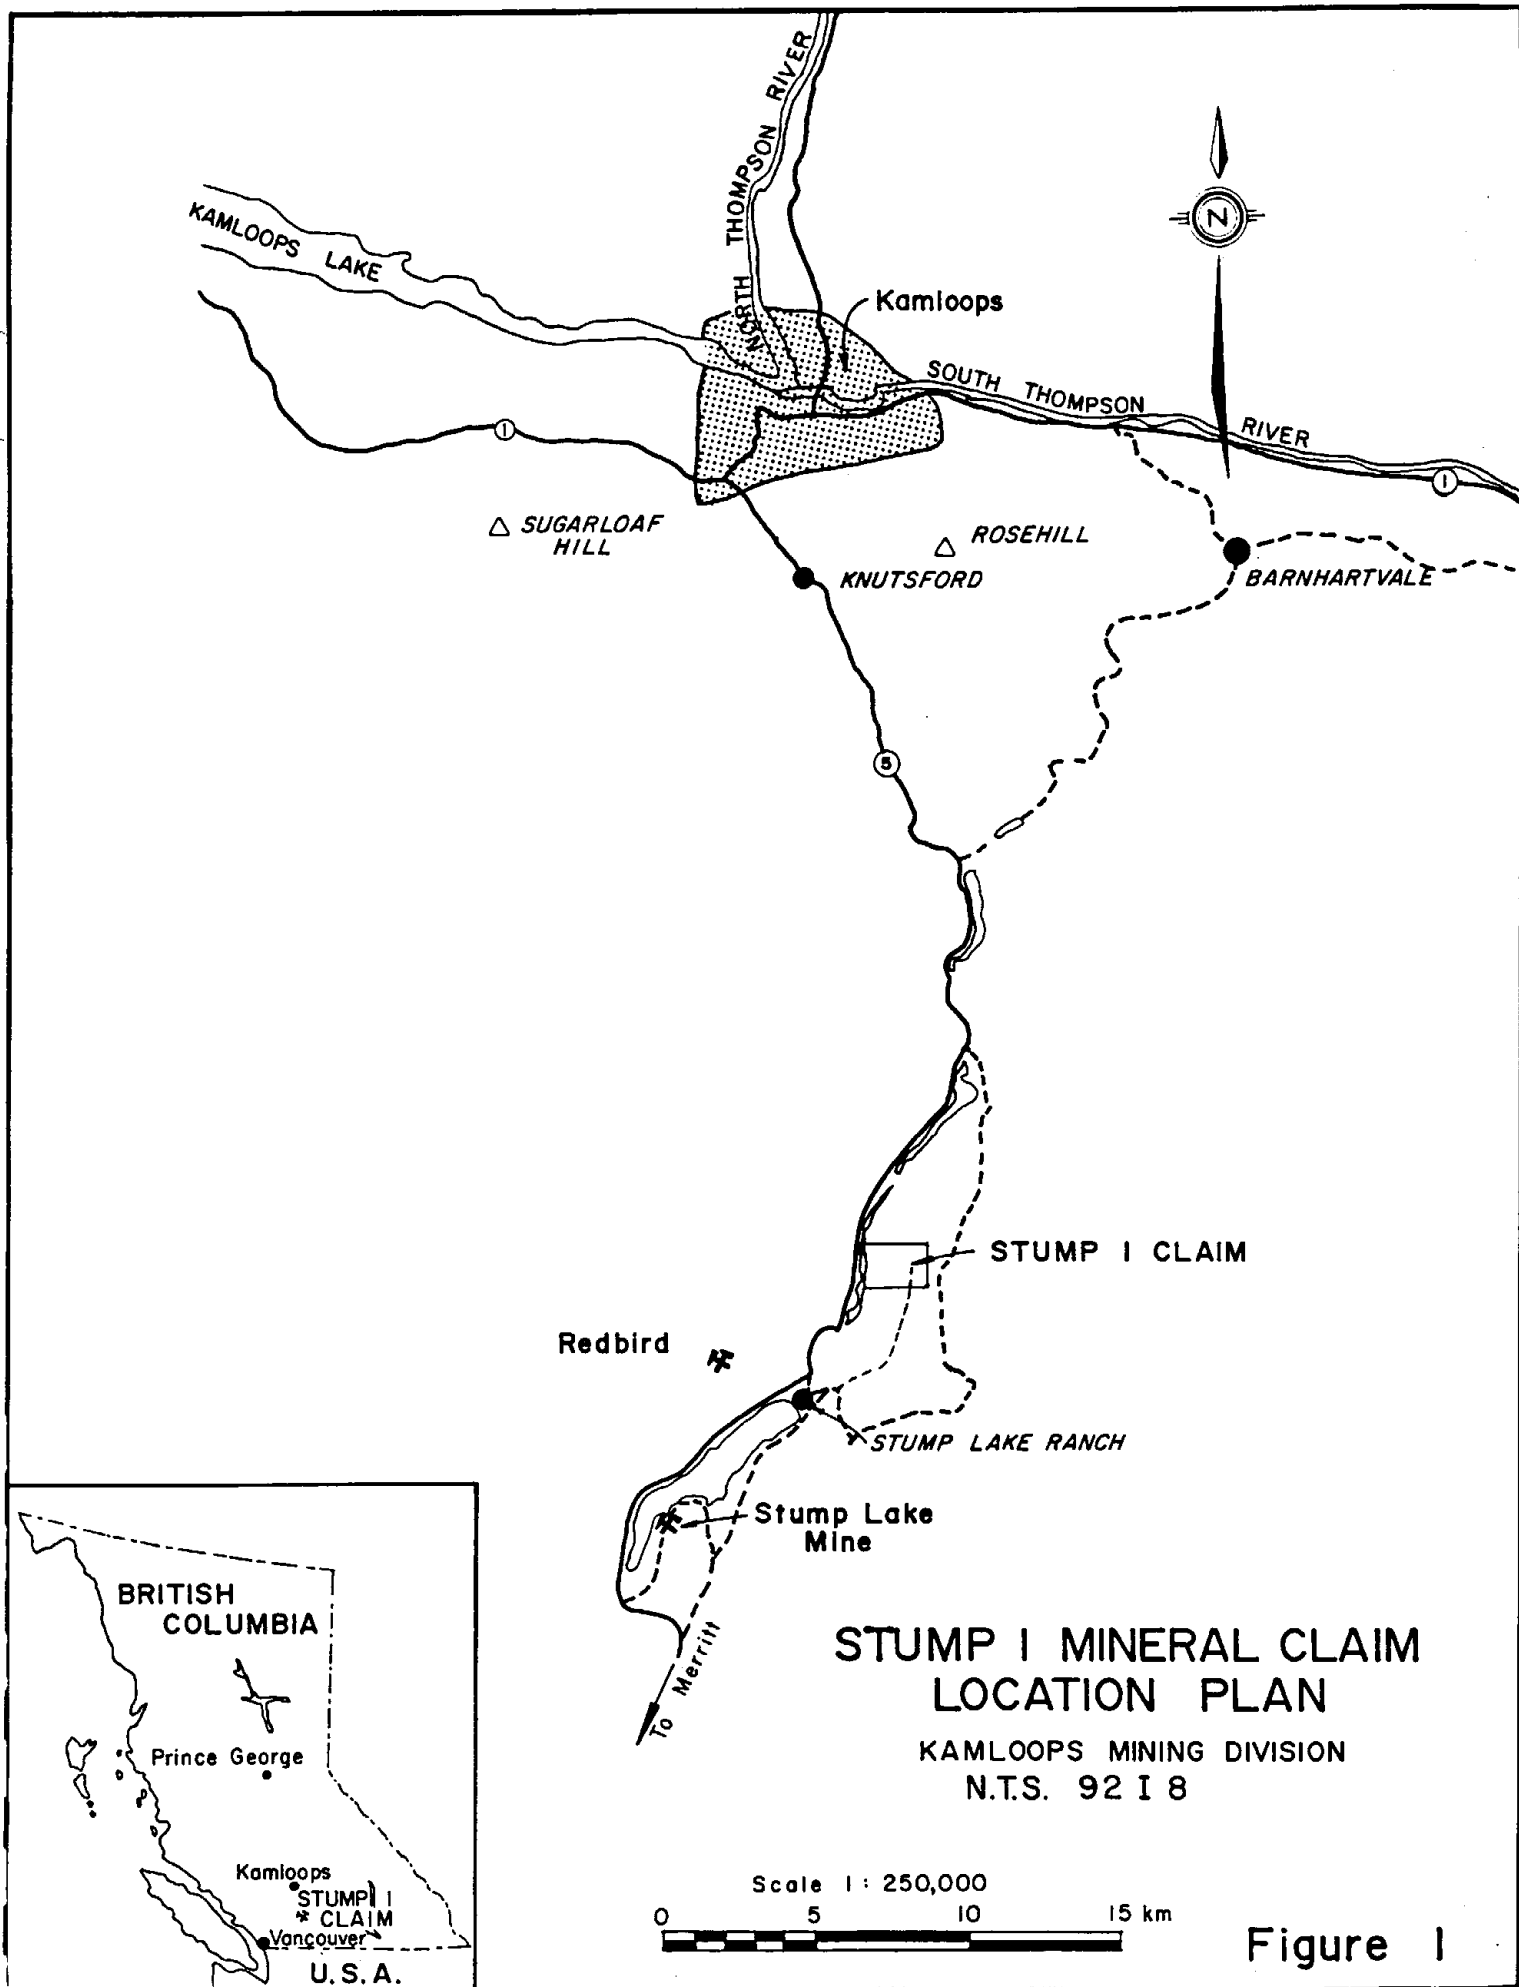 NORTH THOMPSON RIVER
KAMLOOPS LAKE
N
Kamloops
SOUTH THOMPSON RIVER
1
1
SUGARLOAF
HILL
ROSEHILL
KNUTSFORD
BARNHARTVALE
5
STUMP 1 CLAIM
Redbird
STUMP LAKE RANCH
Stump Lake
Mine
To Merritt
BRITISH
COLUMBIA
Prince George
Kamloops
STUMP 1
CLAIM
Vancouver
U.S.A.
STUMP 1 MINERAL CLAIM
LOCATION PLAN
KAMLOOPS MINING DIVISION
N.T.S. 92 I 8
Scale 1: 250,000
0 5 10 15 km
Figure 1